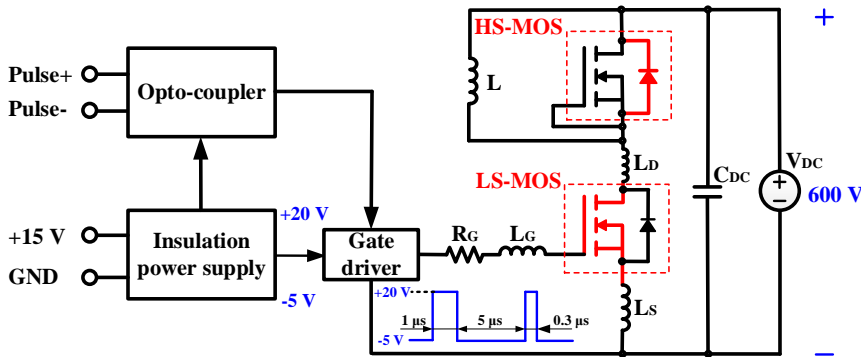 HS-MOS
+
Pulse+
Pulse-
Opto-coupler
L
LD
CDC
VDC
600 V
LS-MOS
+15 V
GND
Insulation
power supply
+20 V
-5 V
Gate
driver
RG
LG
LS
+20 V
1 μs
5 μs
0.3 μs
-5 V